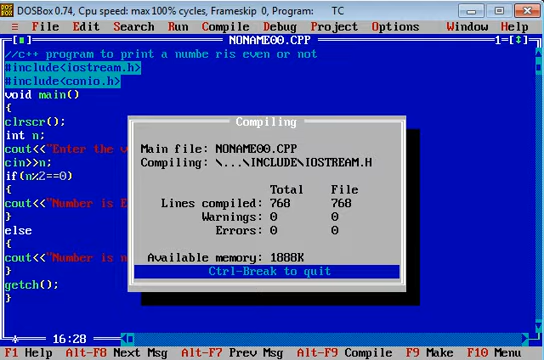 DOSBox 0.74, Cpu speed: max 100% cycles, Frameskip 0, Program: TC
File Edit Search Run Compile Debug Project Options Window Help
NONAME00.CPP 1=[↕]
//c++ program to print a numbe ris even or not
#include<iostream.h>
#include<conio.h>
void main()
{
clrscr();
int n;
cout<<"Enter the
cin>>n;
if(n%2==0)
{
cout<<"Number is E
}
else
{
cout<<"Number is n
}
getch();
}
Compiling
Main file: NONAME00.CPP
Compiling: \...\INCLUDE\IOSTREAM.H
Total File
Lines compiled: 768 768
Warnings: 0 0
Errors: 0 0
Available memory: 1888K
Ctrl-Break to quit
16:28
F1 Help Alt-F8 Next Msg Alt-F7 Prev Msg Alt-F9 Compile F9 Make F10 Menu